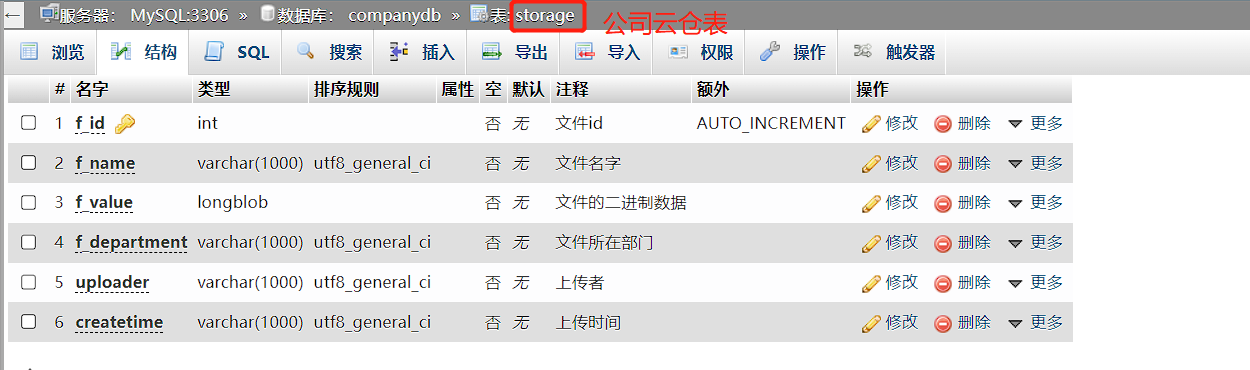 ← 服务器: MySQL:3306 » 数据库: companydb » 表: storage 公司云仓表
浏览 结构 SQL 搜索 插入 导出 导入 权限 操作 触发器
# 名字 类型 排序规则 属性 空 默认 注释 额外 操作
1 f_id int 否 无 文件id AUTO_INCREMENT 修改 删除 更多
2 f_name varchar(1000) utf8_general_ci 否 无 文件名字 修改 删除 更多
3 f_value longblob 否 无 文件的二进制数据 修改 删除 更多
4 f_department varchar(1000) utf8_general_ci 否 无 文件所在部门 修改 删除 更多
5 uploader varchar(1000) utf8_general_ci 否 无 上传者 修改 删除 更多
6 createtime varchar(1000) utf8_general_ci 否 无 上传时间 修改 删除 更多